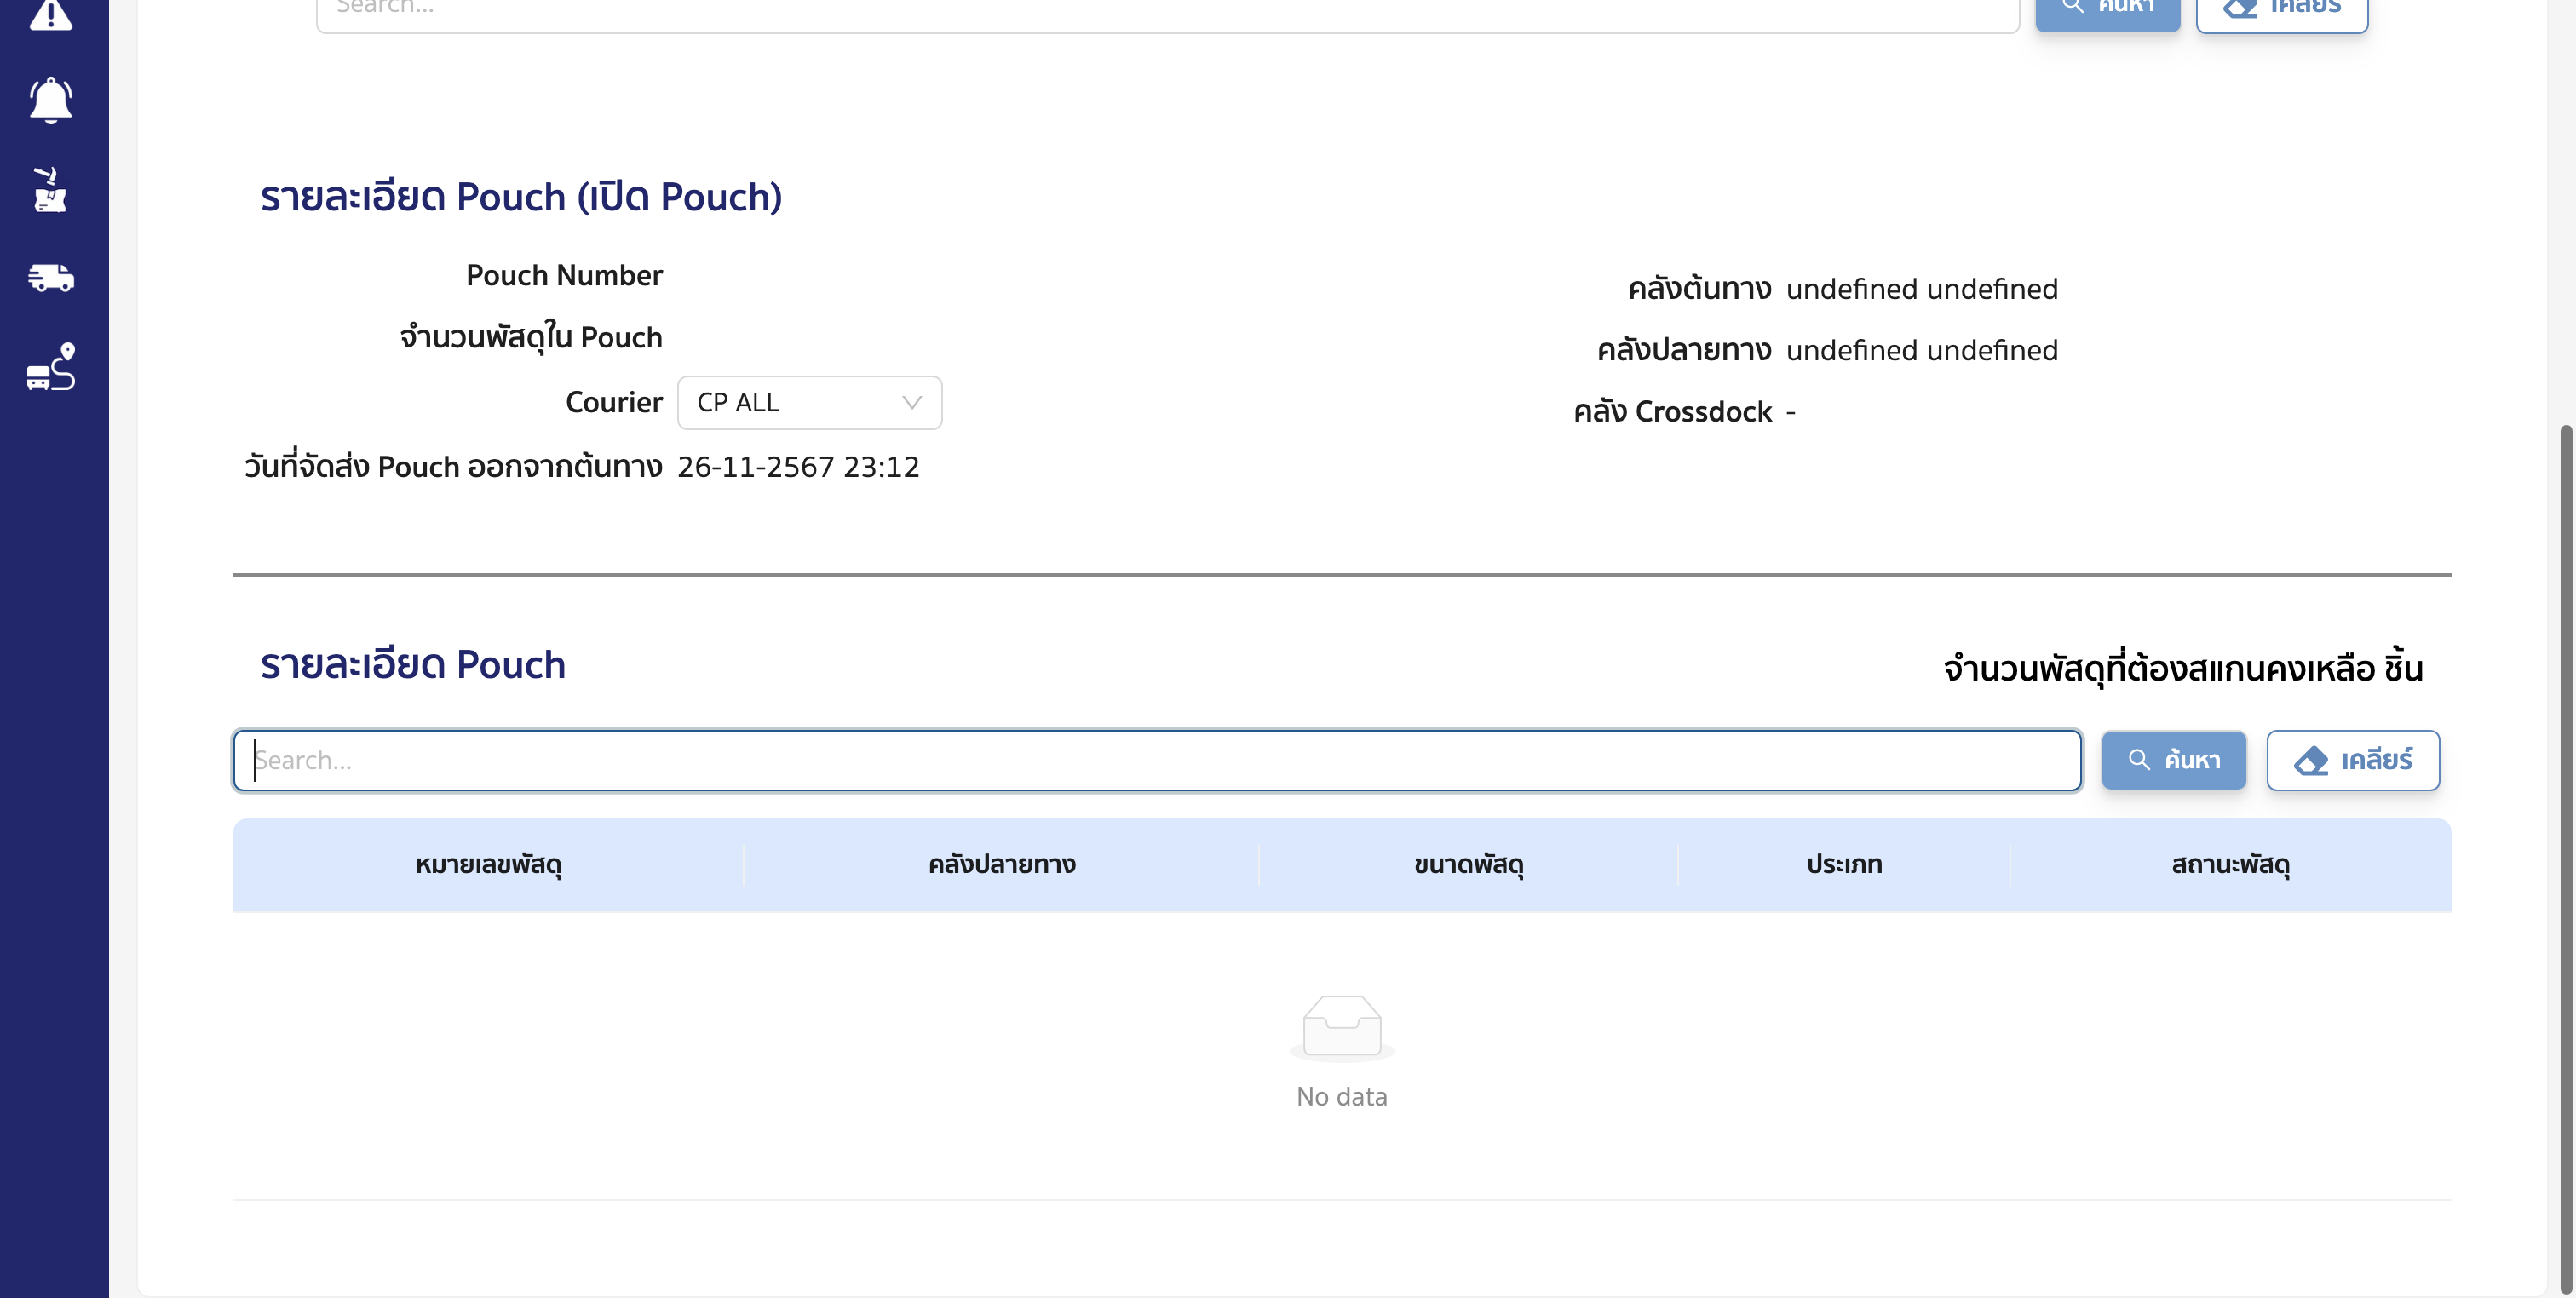 Search...
ค้นหา
เคลียร์
รายละเอียด Pouch (เปิด Pouch)
Pouch Number
จำนวนพัสดุใน Pouch
Courier CP ALL
วันที่จัดส่ง Pouch ออกจากต้นทาง 26-11-2567 23:12
คลังต้นทาง undefined undefined
คลังปลายทาง undefined undefined
คลัง Crossdock -
รายละเอียด Pouch
จำนวนพัสดุที่ต้องสแกนคงเหลือ ชิ้น
Search...
ค้นหา
เคลียร์
หมายเลขพัสดุ คลังปลายทาง ขนาดพัสดุ ประเภท สถานะพัสดุ
No data